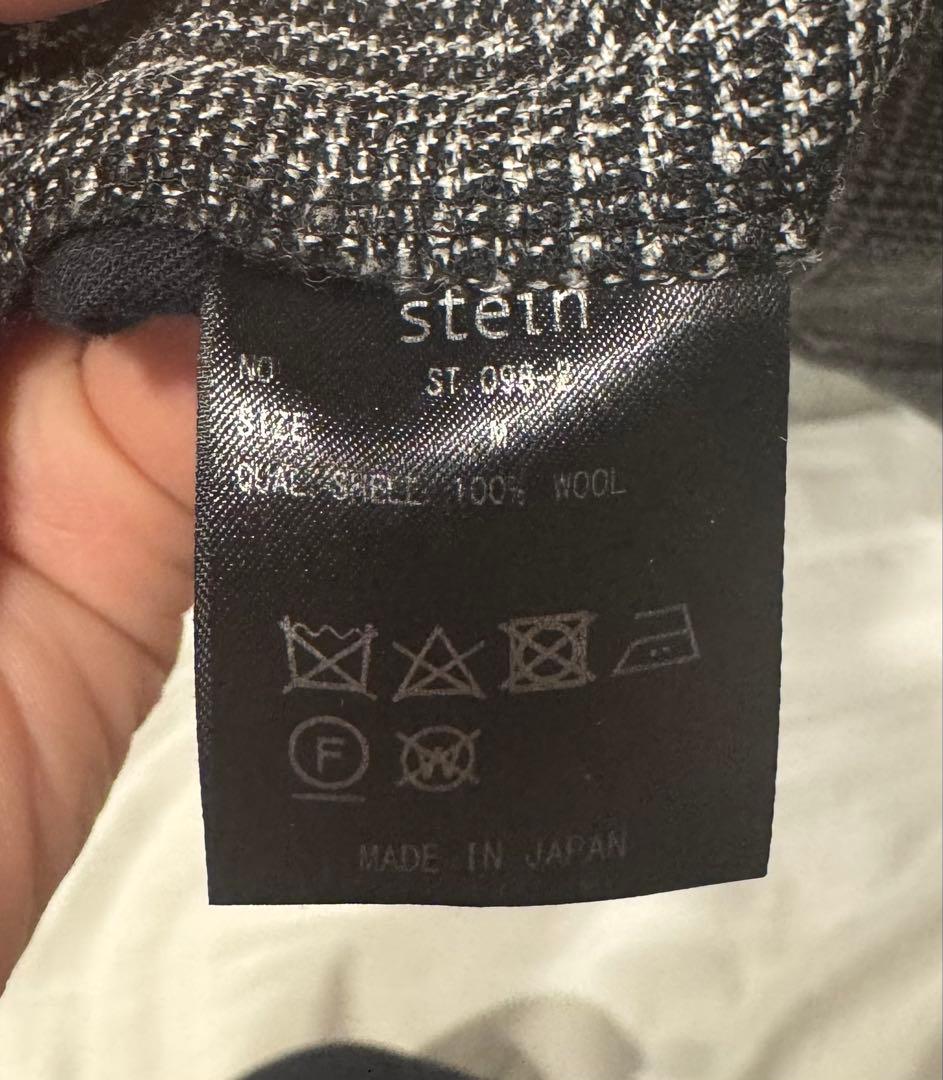 stein
NO.
SIZE M
QUAL. SHELL 100% WOOL
F
W
MADE IN JAPAN